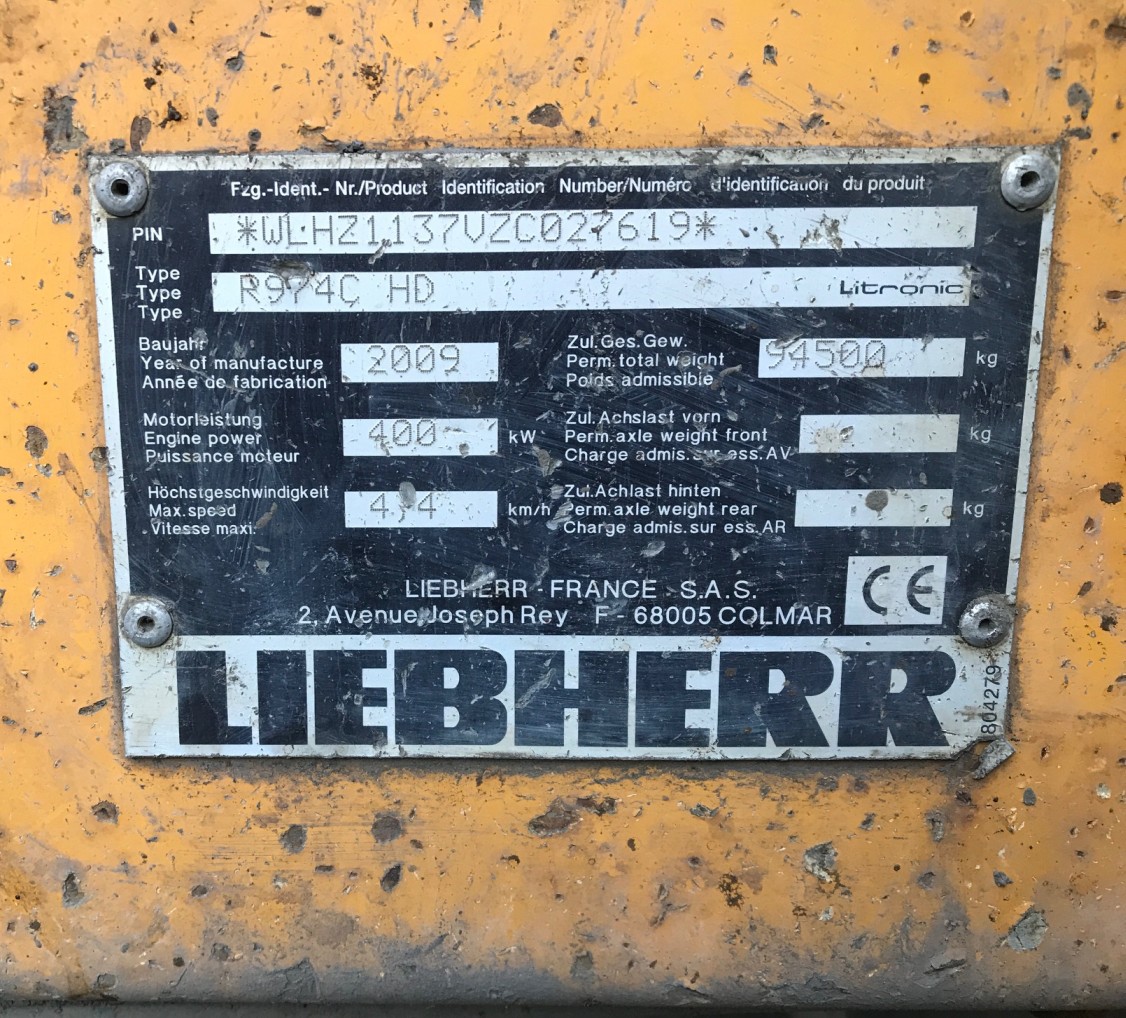 Fzg.-Ident.- Nr./Product Identification Number/Numéro d'identification du produit
PIN *WLHZ1137VZC027619*
Type
Type R974C HD Litronic
Type
Baujahr
Year of manufacture 2009
Année de fabrication
Zul.Ges.Gew.
Perm.total weight 94500 kg
Poids admissible
Motorleistung
Engine power 400 kW
Puissance moteur
Zul.Achslast vorn
Perm.axle weight front kg
Charge admis.sur ess.AV
Höchstgeschwindigkeit
Max.speed 4,4 km/h
Vitesse maxi.
Zul.Achlast hinten
Perm.axle weight rear kg
Charge admis.sur ess.AR
LIEBHERR - FRANCE S.A.S.
2, Avenue Joseph Rey F - 68005 COLMAR
CE
LIEBHERR
804279